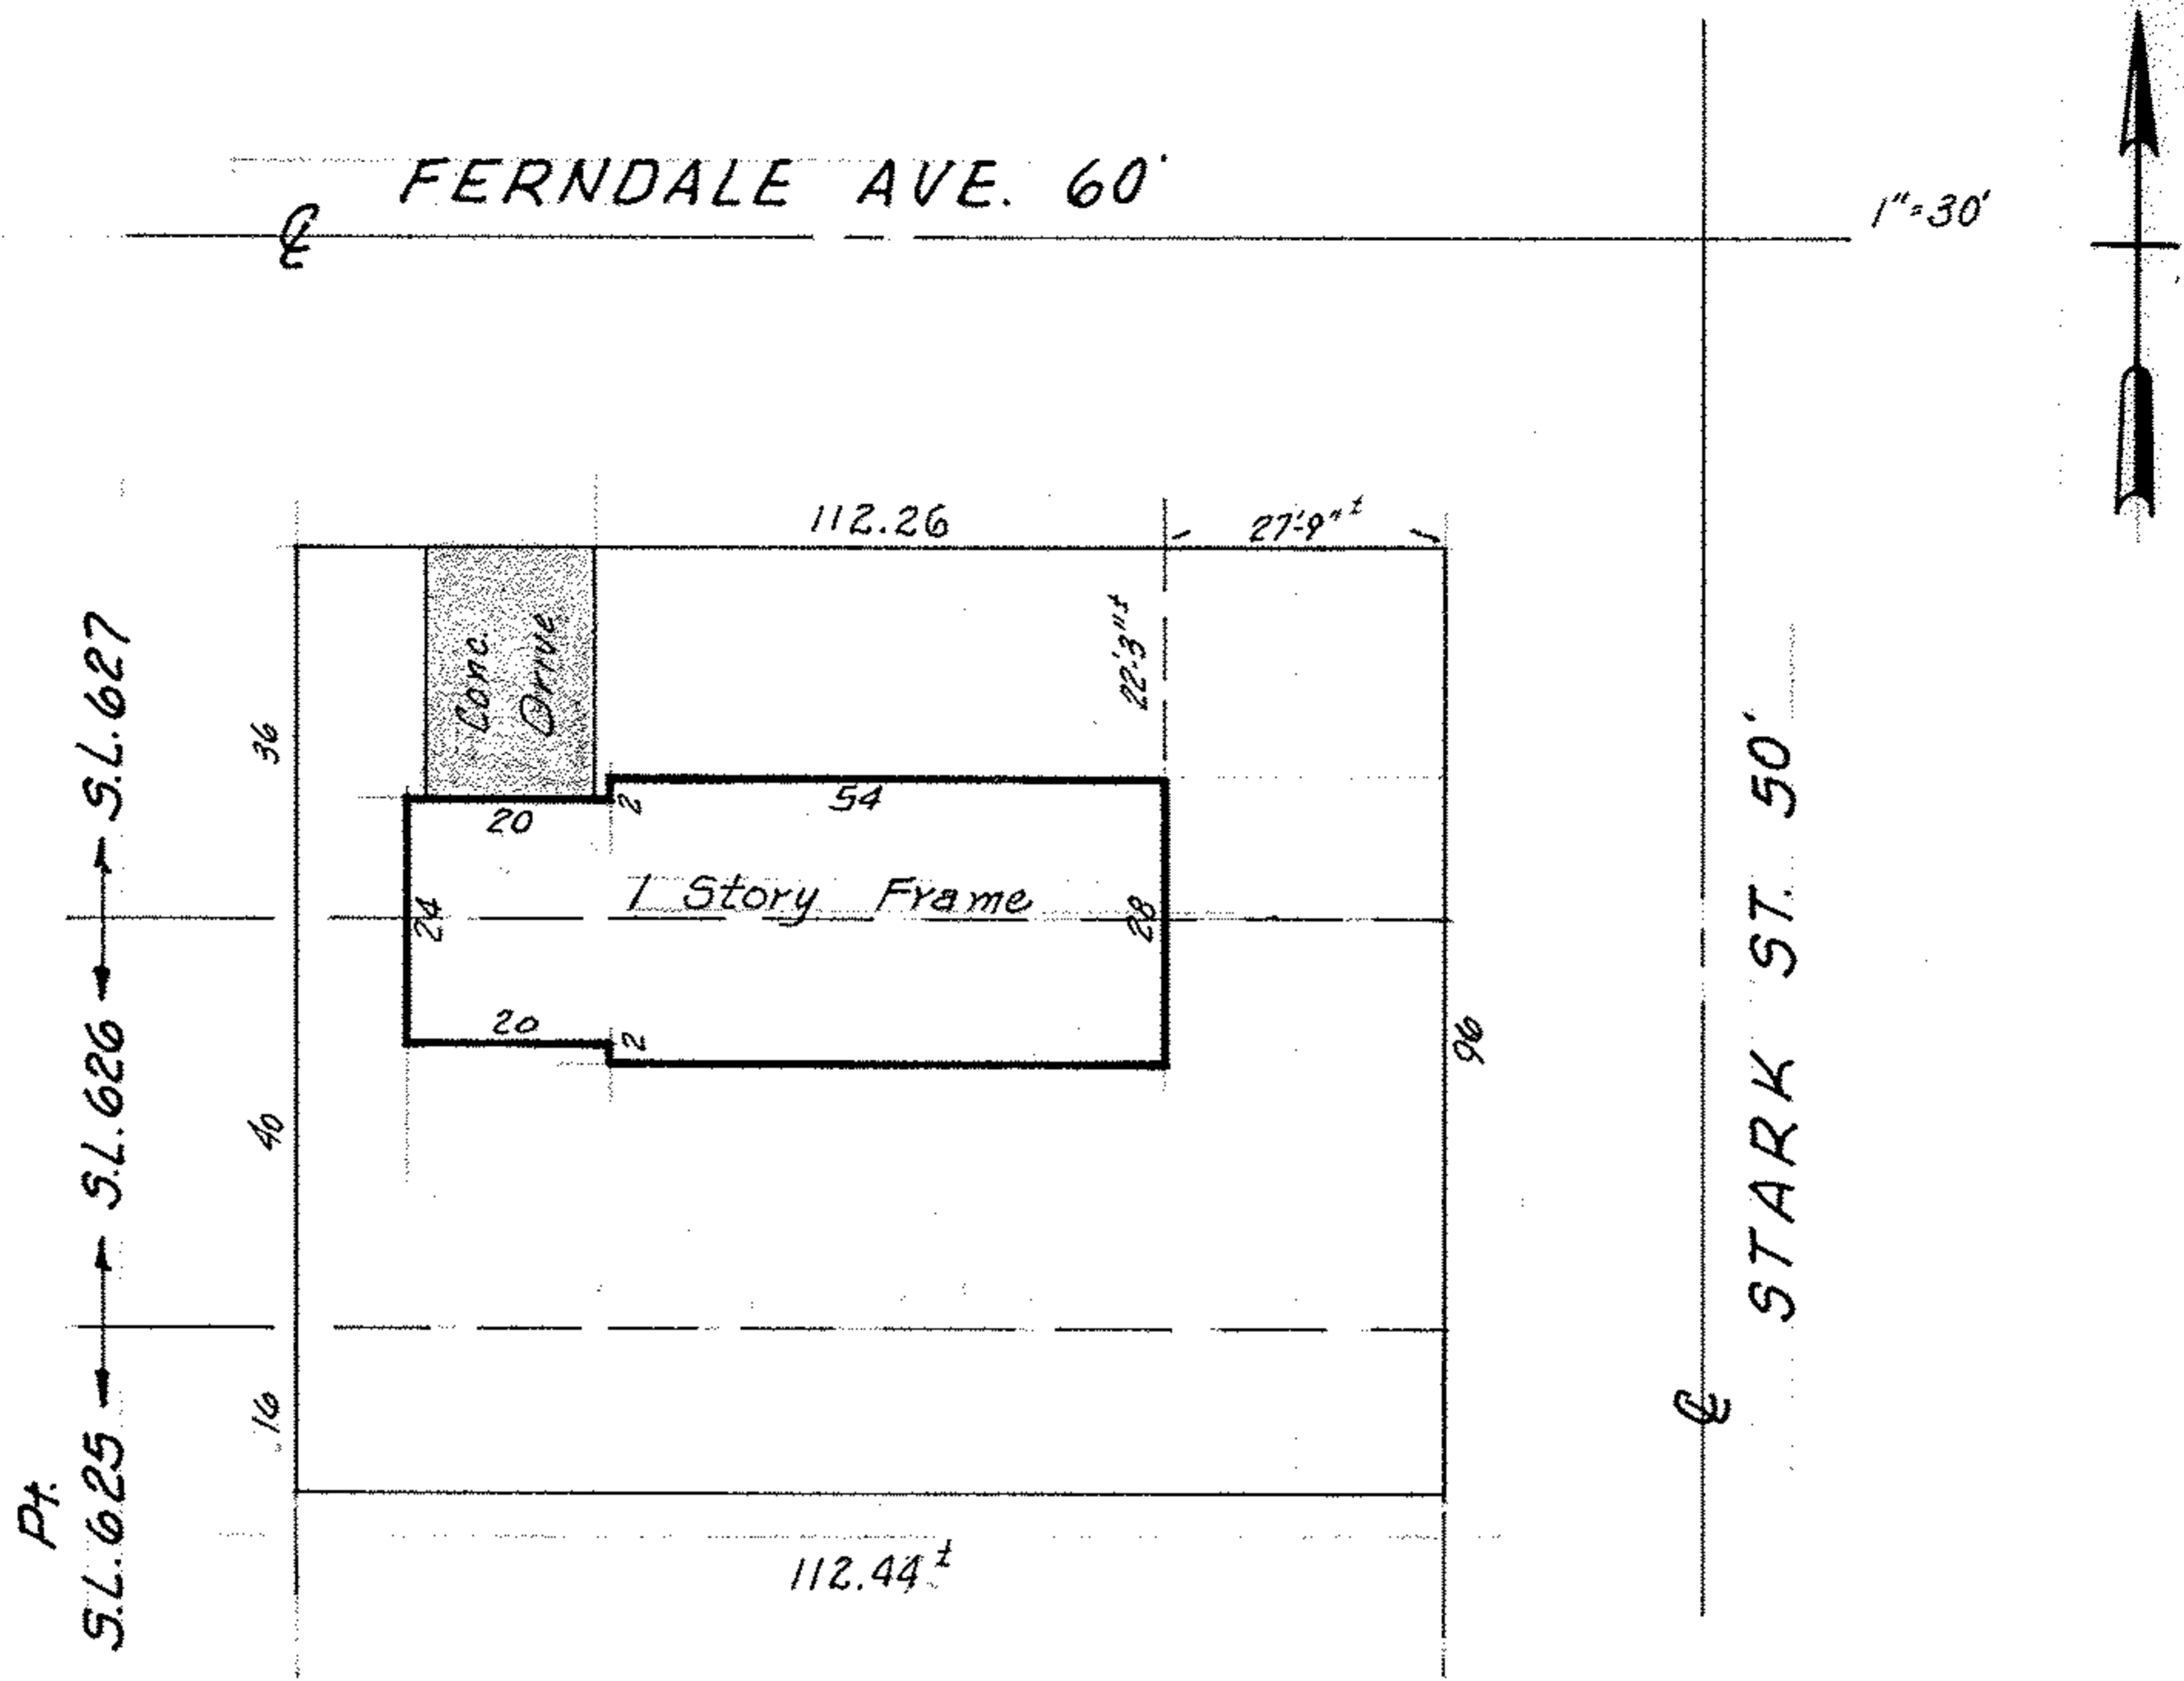 FERNDALE AVE. 60'
℄
1"=30'
112.26
27'-9"±
22'-3"±
Conc.
Drive
36
S.L. 627
20
2
54
1 Story Frame
24
28
20
2
S.L. 626
40
96
STARK ST. 50'
℄
16
Pt.
S.L. 625
112.44±